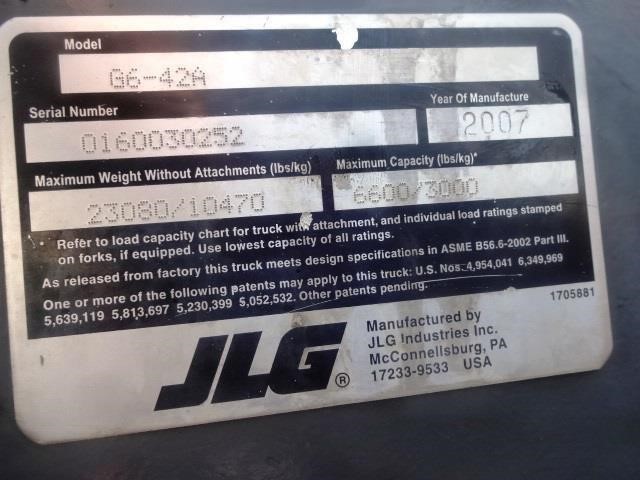 Model
G6-42A
Serial Number
Year Of Manufacture
0160030252
2007
Maximum Weight Without Attachments (lbs/kg)
Maximum Capacity (lbs/kg)*
23080/10470
6600/3000
* Refer to load capacity chart for truck with attachment, and individual load ratings stamped
on forks, if equipped. Use lowest capacity of all ratings.
As released from factory this truck meets design specifications in ASME B56.6-2002 Part III.
One or more of the following patents may apply to this truck: U.S. Nos. 4,954,041 6,349,969
5,639,119 5,813,697 5,230,399 5,052,532. Other patents pending.
1705881
JLG®
Manufactured by
JLG Industries Inc.
McConnellsburg, PA
17233-9533 USA